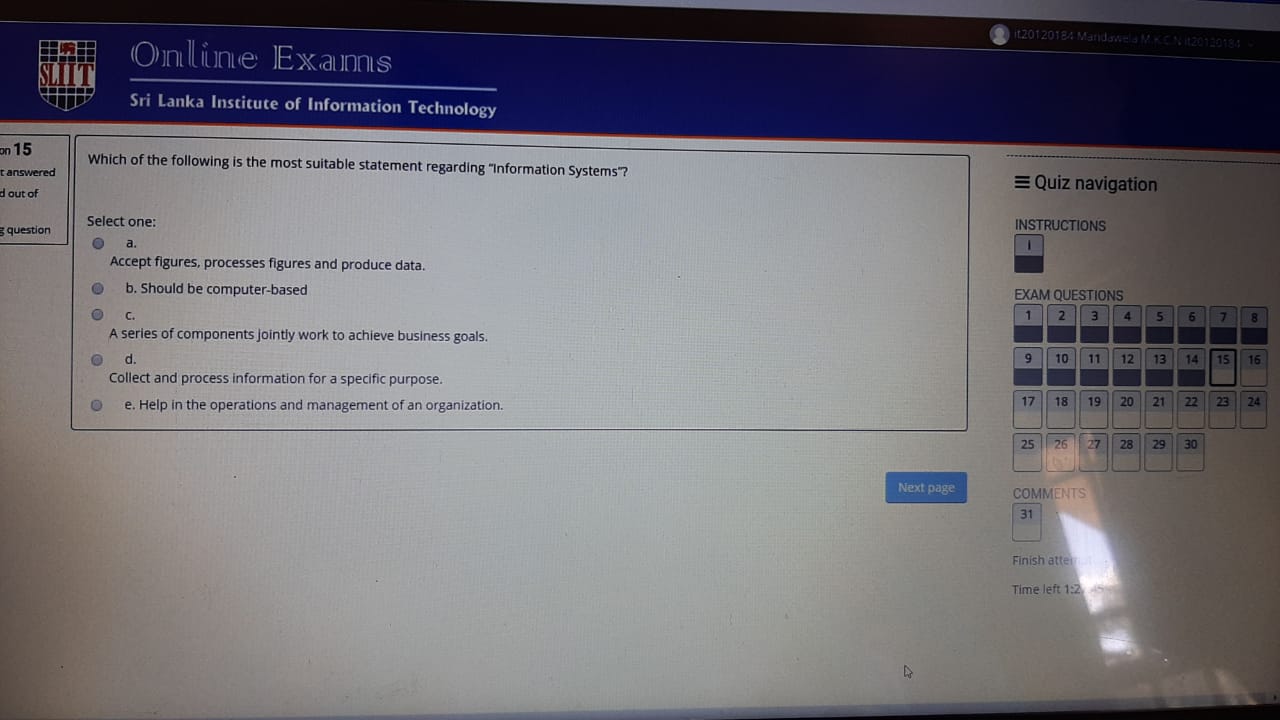 it20120184 Mandawela M.K.C.N it20120184
SLIIT
Online Exams
Sri Lanka Institute of Information Technology
on 15
t answered
d out of
g question
Which of the following is the most suitable statement regarding "Information Systems"?
Select one:
a.
Accept figures, processes figures and produce data.
b. Should be computer-based
c.
A series of components jointly work to achieve business goals.
d.
Collect and process information for a specific purpose.
e. Help in the operations and management of an organization.
Next page
Quiz navigation
INSTRUCTIONS
i
EXAM QUESTIONS
1 2 3 4 5 6 7 8
9 10 11 12 13 14 15 16
17 18 19 20 21 22 23 24
25 26 27 28 29 30
COMMENTS
31
Finish
Time left